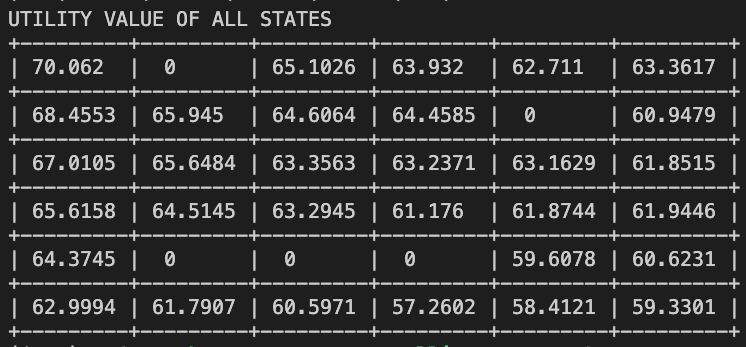 UTILITY VALUE OF ALL STATES
+---------+---------+---------+---------+---------+---------+
| 70.062 | 0 | 65.1026 | 63.932 | 62.711 | 63.3617 |
+---------+---------+---------+---------+---------+---------+
| 68.4553 | 65.945 | 64.6064 | 64.4585 | 0 | 60.9479 |
+---------+---------+---------+---------+---------+---------+
| 67.0105 | 65.6484 | 63.3563 | 63.2371 | 63.1629 | 61.8515 |
+---------+---------+---------+---------+---------+---------+
| 65.6158 | 64.5145 | 63.2945 | 61.176 | 61.8744 | 61.9446 |
+---------+---------+---------+---------+---------+---------+
| 64.3745 | 0 | 0 | 0 | 59.6078 | 60.6231 |
+---------+---------+---------+---------+---------+---------+
| 62.9994 | 61.7907 | 60.5971 | 57.2602 | 58.4121 | 59.3301 |
+---------+---------+---------+---------+---------+---------+